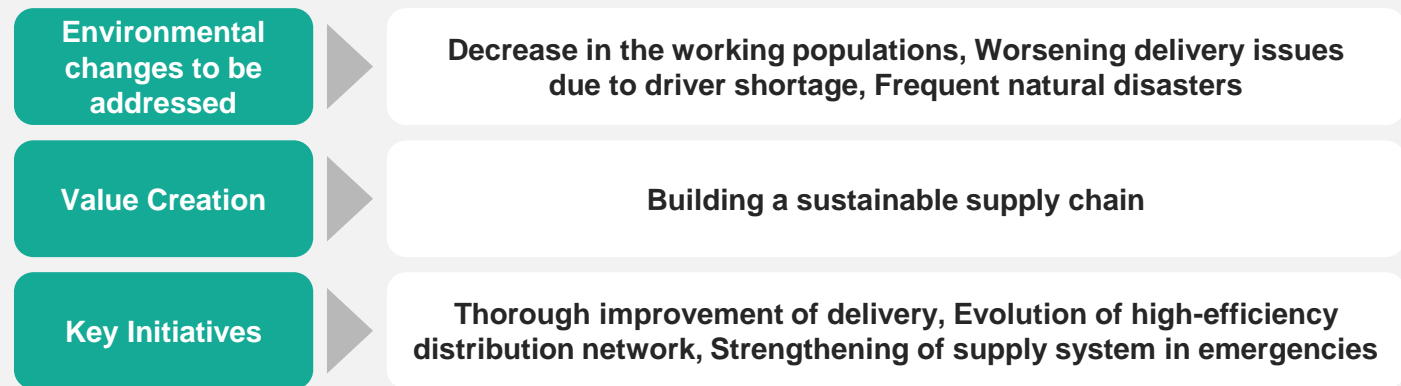 Environmental
changes to be
addressed
Decrease in the working populations, Worsening delivery issues
due to driver shortage, Frequent natural disasters
Value Creation
Building a sustainable supply chain
Key Initiatives
Thorough improvement of delivery, Evolution of high-efficiency
distribution network, Strengthening of supply system in emergencies